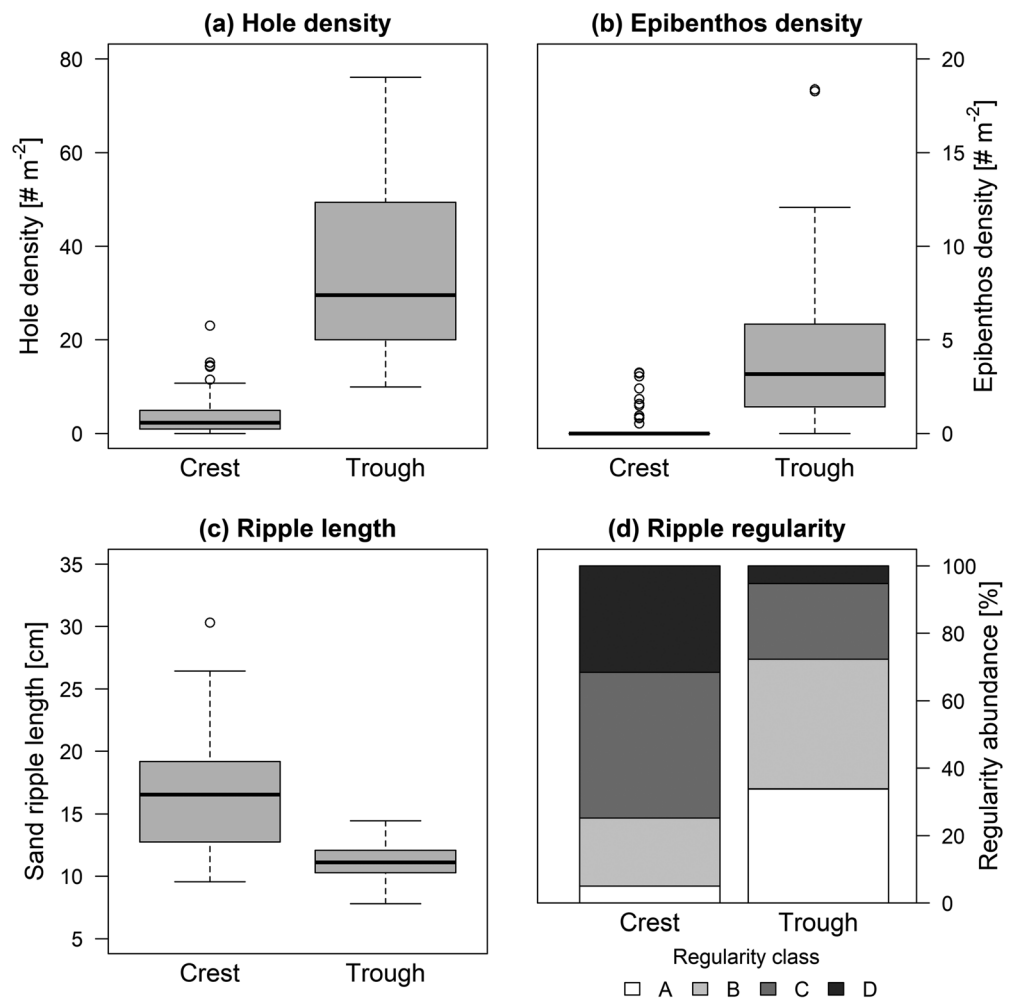 (a) Hole density
Hole density [# m-2]
80
60
40
20
0
Crest Trough
(b) Epibenthos density
20
15
10
5
0
Epibenthos density [# m-2]
Crest Trough
(c) Ripple length
Sand ripple length [cm]
35
30
25
20
15
10
5
Crest Trough
(d) Ripple regularity
100
80
60
40
20
0
Regularity abundance [%]
Crest Trough
Regularity class
A B C D